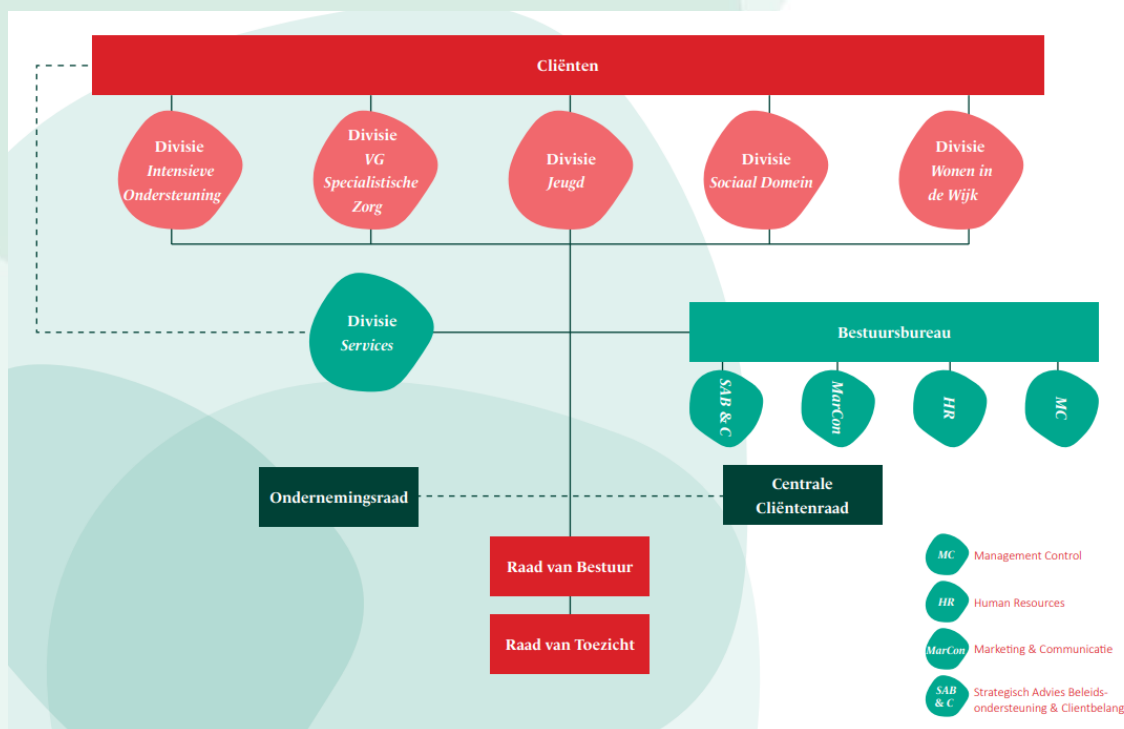 Cliënten
Divisie
Intensieve
Ondersteuning
Divisie
VG
Specialistische
Zorg
Divisie
Jeugd
Divisie
Sociaal Domein
Divisie
Wonen in
de Wijk
Divisie
Services
Bestuursbureau
SAB & C
MarCon
HR
MC
Ondernemingsraad
Centrale
Cliëntenraad
Raad van Bestuur
Raad van Toezicht
MC
Management Control
HR
Human Resources
MarCon
Marketing & Communicatie
SAB
& C
Strategisch Advies Beleids-
ondersteuning & Clientbelang